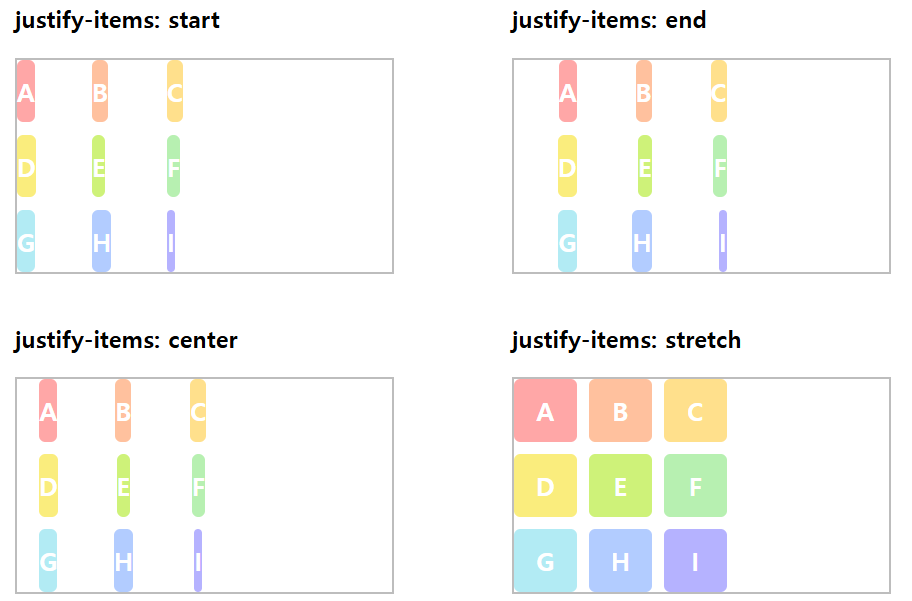 justify-items: start
A B C
D E F
G H I
justify-items: end
A B C
D E F
G H I
justify-items: center
A B C
D E F
G H I
justify-items: stretch
A B C
D E F
G H I